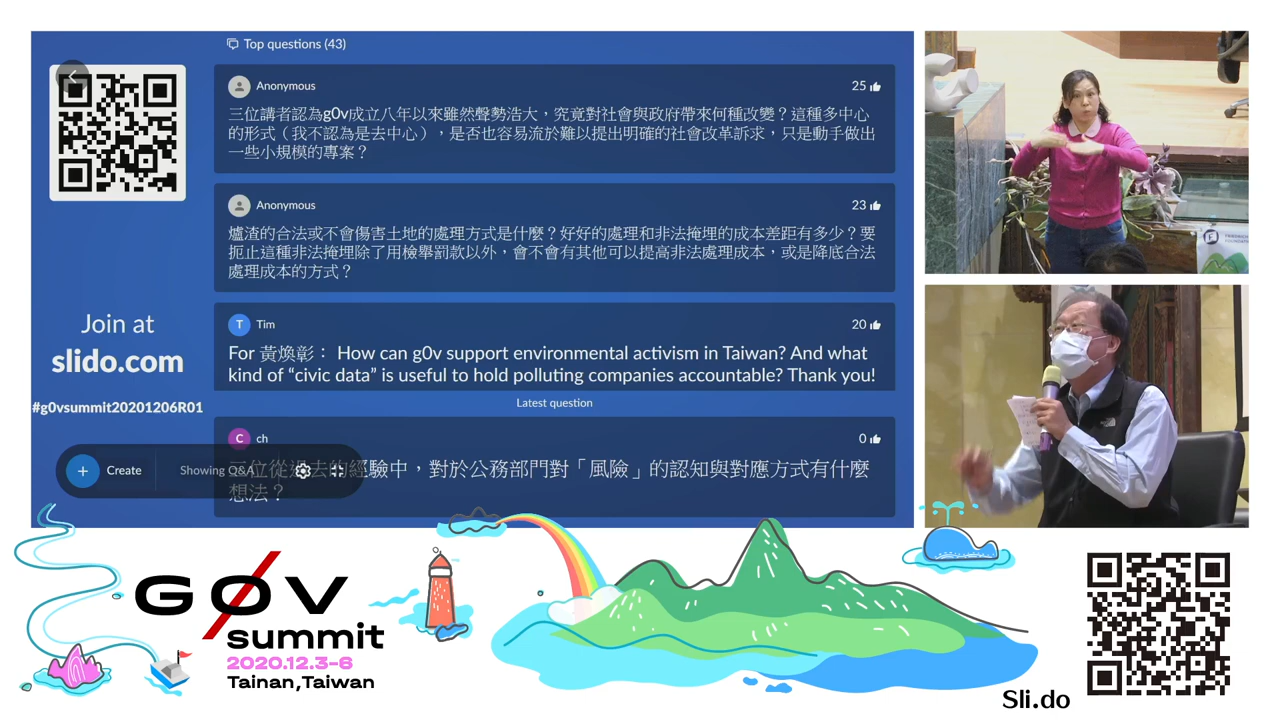 Top questions (43)
Anonymous
25
三位講者認為g0v成立八年以來雖然聲勢浩大，究竟對社會與政府帶來何種改變？這種多中心
的形式（我不認為是去中心），是否也容易流於難以提出明確的社會改革訴求，只是動手做出
一些小規模的專案？
Anonymous
23
爐渣的合法或不會傷害土地的處理方式是什麼？好好的處理和非法掩埋的成本差距有多少？要
扼止這種非法掩埋除了用檢舉罰款以外，會不會有其他可以提高非法處理成本，或是降底合法
處理成本的方式？
Join at
slido.com
#g0vsummit20201206R01
T Tim
20
For 黃煥彰： How can g0v support environmental activism in Taiwan? And what
kind of “civic data” is useful to hold polluting companies accountable? Thank you!
Latest question
C ch
0
三位從過去的經驗中，對於公務部門對「風險」的認知與對應方式有什麼
想法？
Create
Showing Q&A
G0V
summit
2020.12.3-6
Tainan,Taiwan
Sli.do